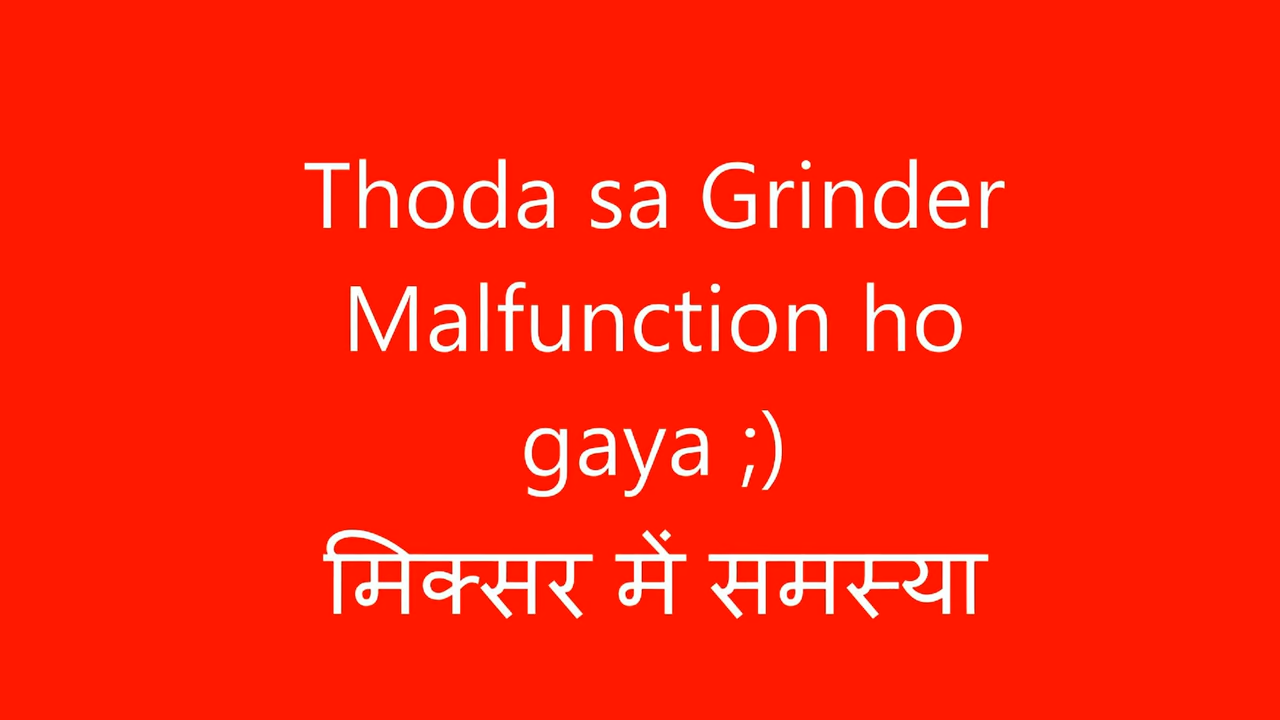 Thoda sa Grinder
Malfunction ho
gaya ;)
मिक्सर में समस्या